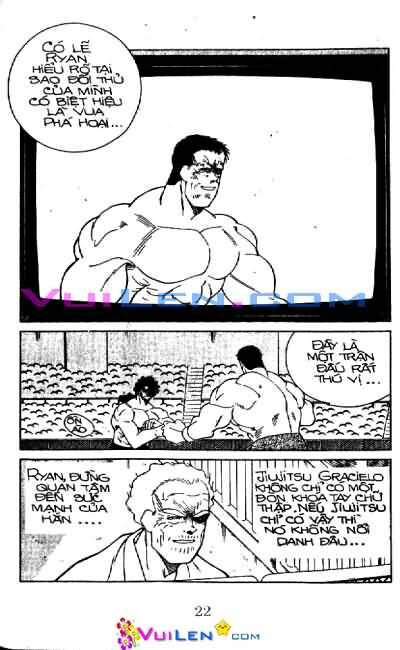 CÓ LẼ
RYAN
HIỂU RÕ TẠI
SAO ĐỐI THỦ
CỦA MÌNH
CÓ BIỆT HIỆU
LÀ VUA
PHÁ HOẠI...
VUILEN.COM
ĐÂY LÀ
MỘT TRẬN
ĐẤU RẤT
THÚ VỊ...
ỒN
ÀO
RYAN, ĐỪNG
QUAN TÂM
ĐẾN SỨC
MẠNH CỦA
HẮN ....
JIUJITSU GRACIELO
KHÔNG CHỈ CÓ MỘT
ĐÒN KHÓA TAY CHỮ
THẬP, NẾU JIUJITSU
CHỈ CÓ VẬY THÌ
NÓ KHÔNG NỔI
DANH ĐÂU...
22
VUILEN.COM